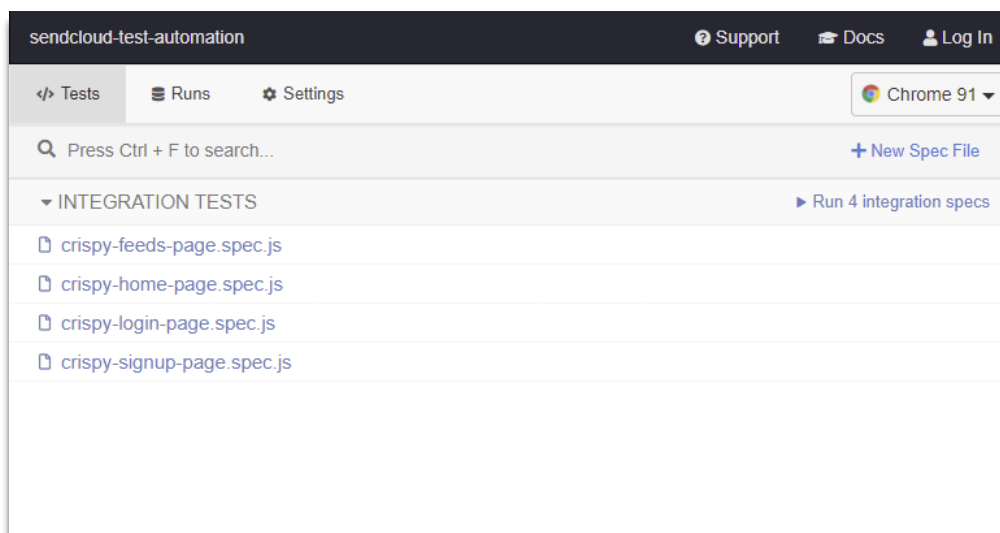 sendcloud-test-automation Support Docs Log In
</> Tests Runs Settings Chrome 91
Press Ctrl + F to search... + New Spec File
INTEGRATION TESTS Run 4 integration specs
crispy-feeds-page.spec.js
crispy-home-page.spec.js
crispy-login-page.spec.js
crispy-signup-page.spec.js